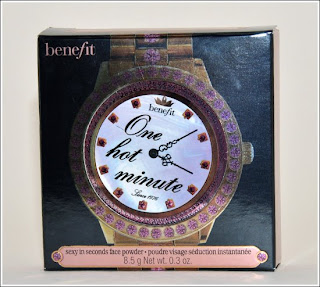 benefit
benefit
One
hot
minute
Since 1976
sexy in seconds face powder • poudre visage séduction instantanée
8.5 g Net wt. 0.3 oz.